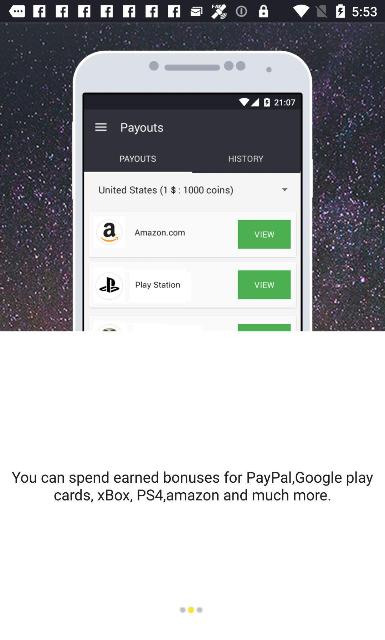 5:53
21:07
Payouts
PAYOUTS HISTORY
United States (1 $ : 1000 coins)
a Amazon.com VIEW
Play Station VIEW
You can spend earned bonuses for PayPal,Google play
cards, xBox, PS4,amazon and much more.